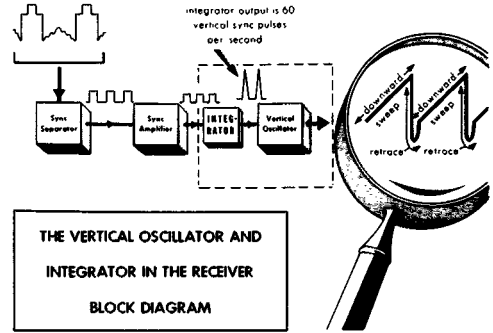 integrator output is 60
vertical sync pulses
per second
Sync
Separator
Sync
Amplifier
INTEG-
RATOR
Vertical
Oscillator
downward
sweep
downward
sweep
retrace
retrace
THE VERTICAL OSCILLATOR AND
INTEGRATOR IN THE RECEIVER
BLOCK DIAGRAM